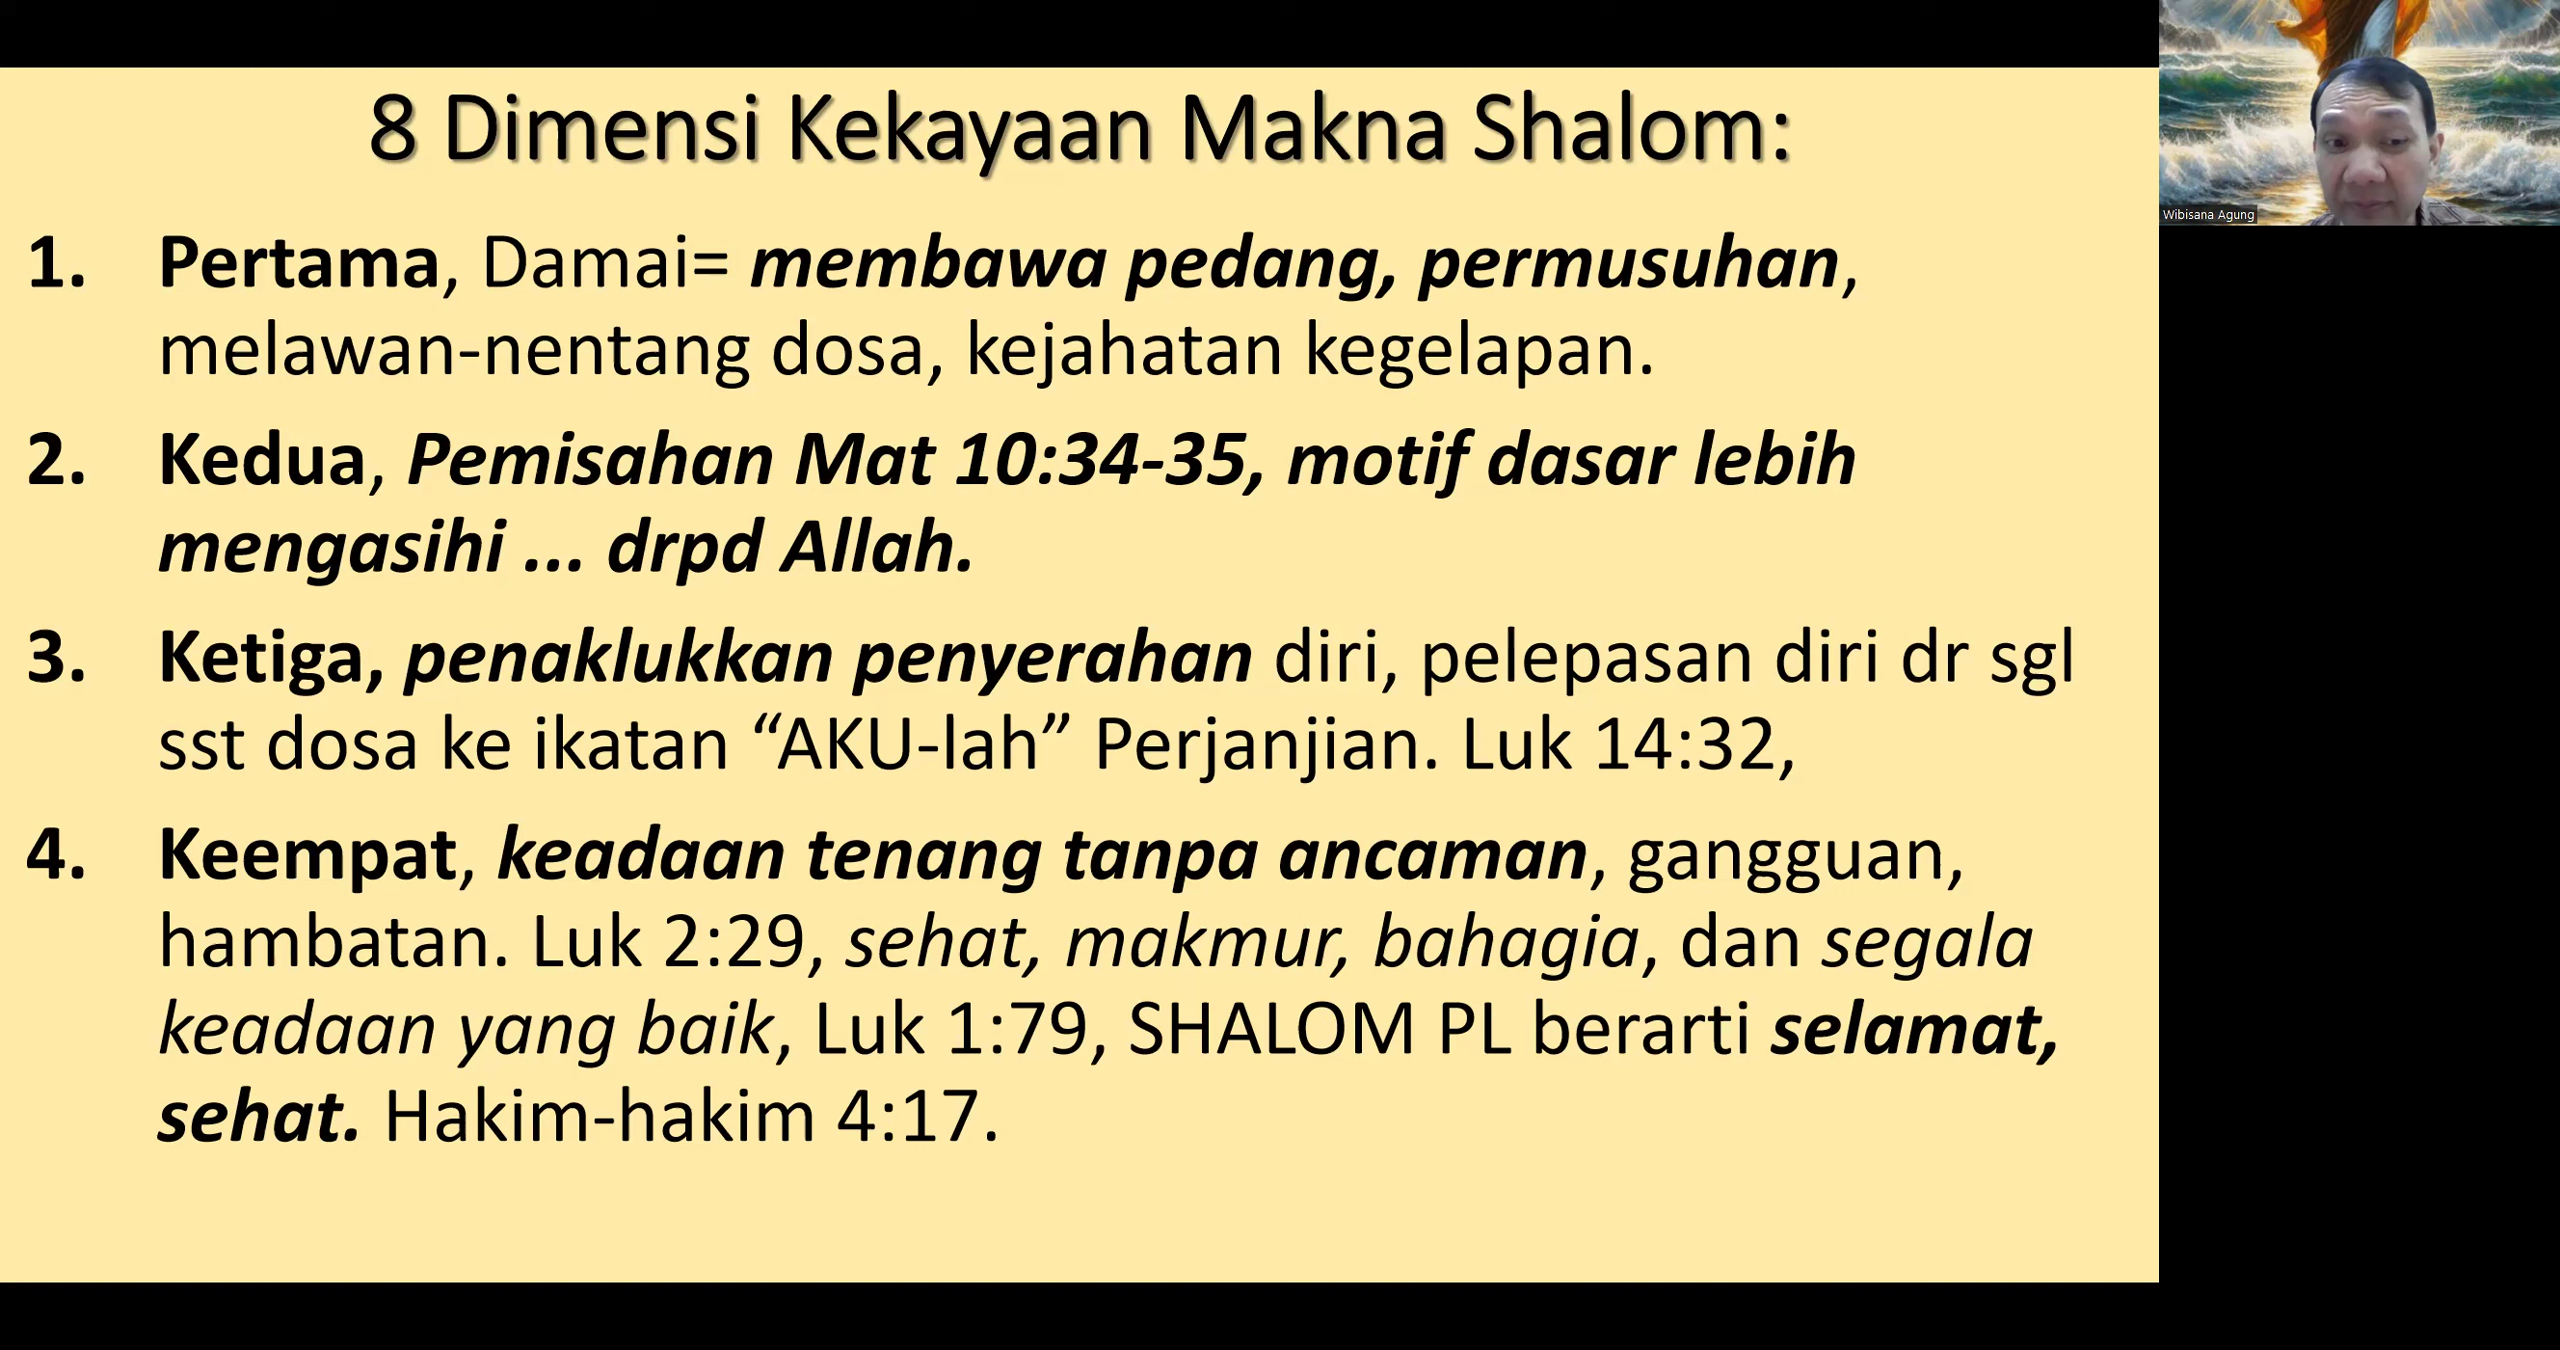 8 Dimensi Kekayaan Makna Shalom:
1. Pertama, Damai= membawa pedang, permusuhan,
melawan-nentang dosa, kejahatan kegelapan.
2. Kedua, Pemisahan Mat 10:34-35, motif dasar lebih
mengasihi ... drpd Allah.
3. Ketiga, penaklukkan penyerahan diri, pelepasan diri dr sgl
sst dosa ke ikatan “AKU-lah” Perjanjian. Luk 14:32,
4. Keempat, keadaan tenang tanpa ancaman, gangguan,
hambatan. Luk 2:29, sehat, makmur, bahagia, dan segala
keadaan yang baik, Luk 1:79, SHALOM PL berarti selamat,
sehat. Hakim-hakim 4:17.
Wibisana Agung